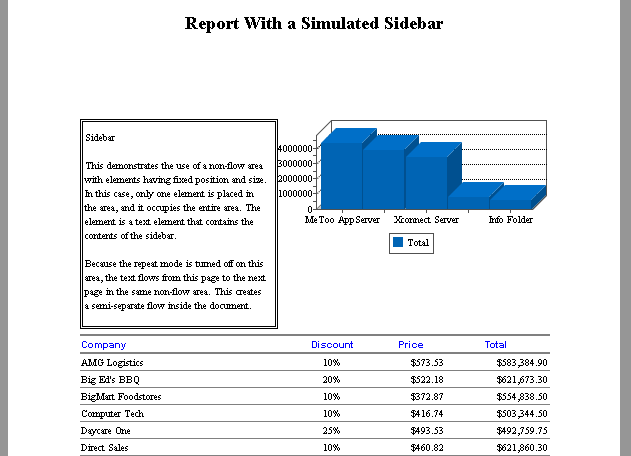 Report With a Simulated Sidebar
Sidebar
This demonstrates the use of a non-flow area
with elements having fixed position and size.
In this case, only one element is placed in
the area, and it occupies the entire area. The
element is a text element that contains the
contents of the sidebar.
Because the repeat mode is turned off on this
area, the text flows from this page to the next
page in the same non-flow area. This creates
a semi-separate flow inside the document.
4000000
3000000
2000000
1000000
0
MeToo AppServer Xconnect Server Info Folder
Total
Company Discount Price Total
AMG Logistics 10% $573.53 $583,384.90
Big Ed's BBQ 20% $522.18 $621,673.30
BigMart Foodstores 10% $372.87 $554,838.50
Computer Tech 10% $416.74 $503,344.50
Daycare One 25% $493.53 $492,759.75
Direct Sales 10% $460.82 $621,860.30